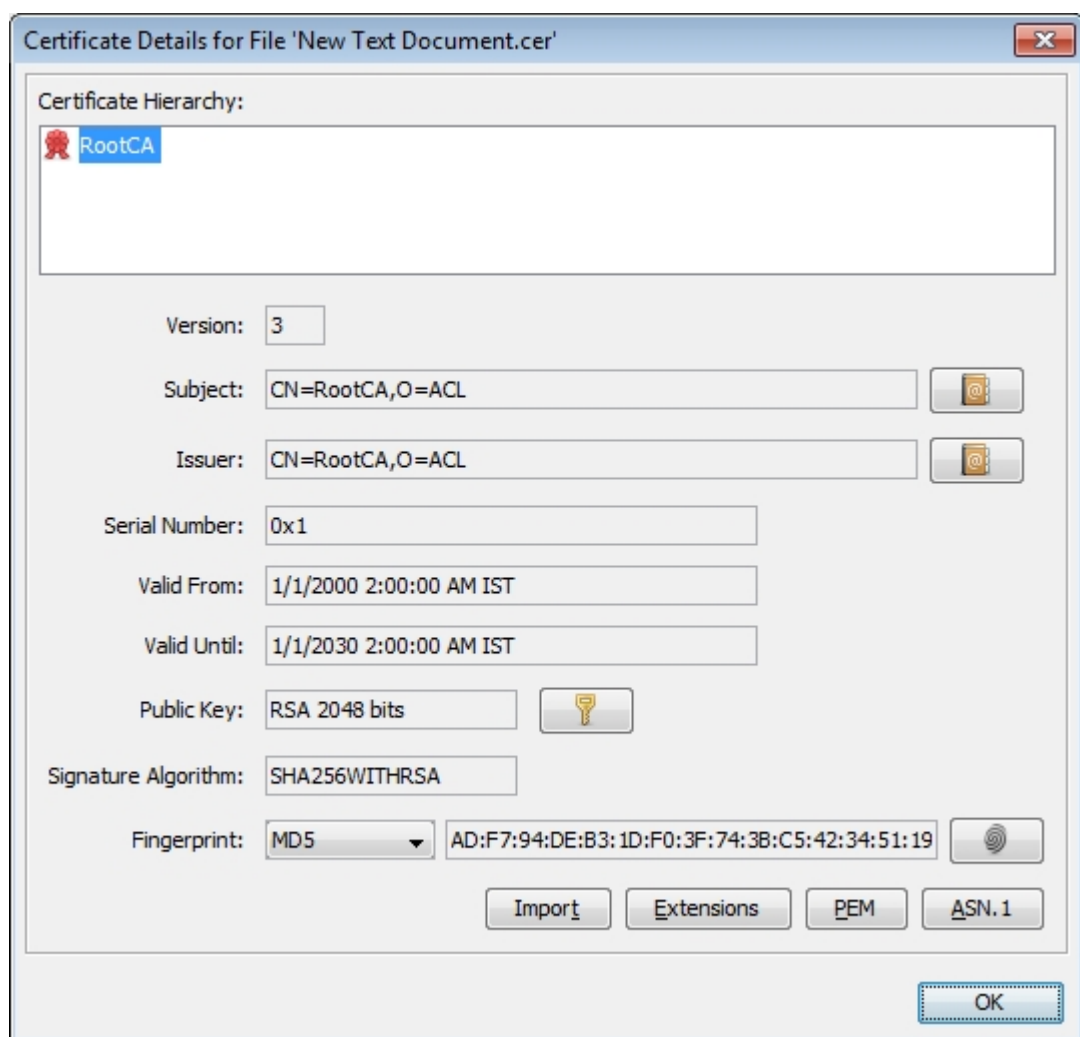 Certificate Details for File 'New Text Document.cer'
Certificate Hierarchy:
RootCA
Version: 3
Subject: CN=RootCA,O=ACL
Issuer: CN=RootCA,O=ACL
Serial Number: 0x1
Valid From: 1/1/2000 2:00:00 AM IST
Valid Until: 1/1/2030 2:00:00 AM IST
Public Key: RSA 2048 bits
Signature Algorithm: SHA256WITHRSA
Fingerprint: MD5 AD:F7:94:DE:B3:1D:F0:3F:74:3B:C5:42:34:51:19
Import Extensions PEM ASN.1
OK